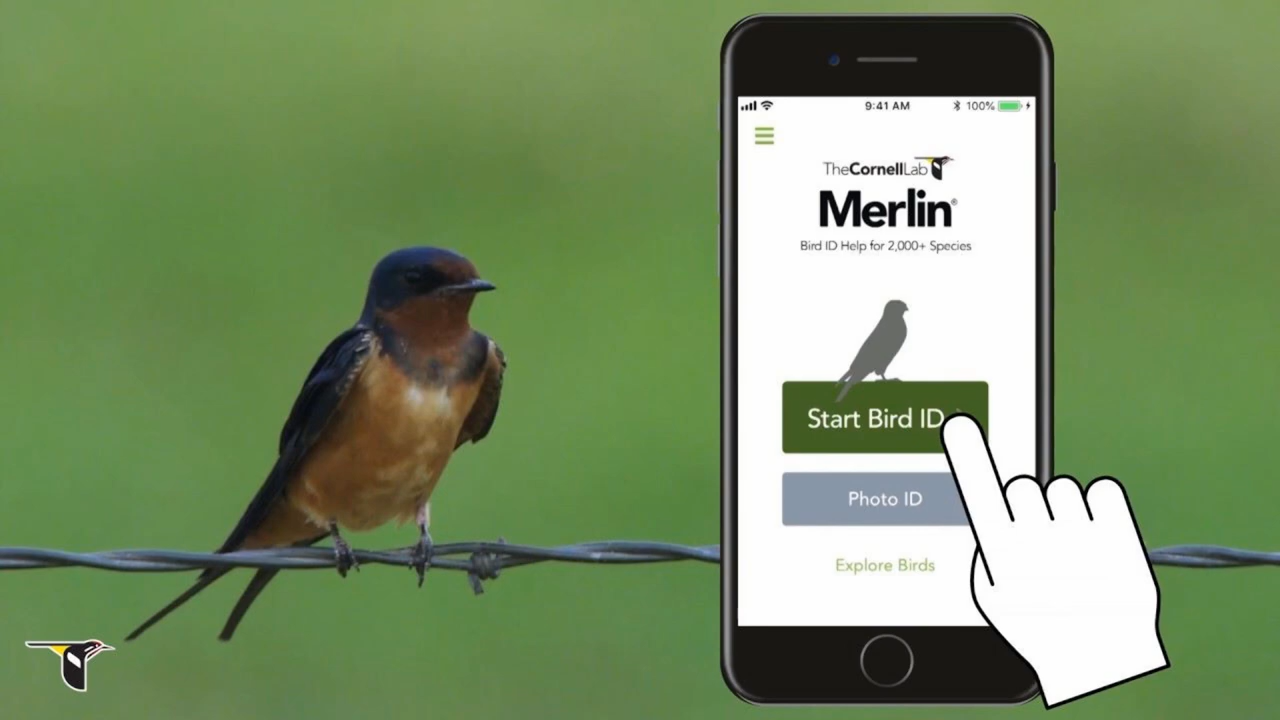 9:41 AM
100%
TheCornellLab
Merlin®
Bird ID Help for 2,000+ Species
Start Bird ID
Photo ID
Explore Birds